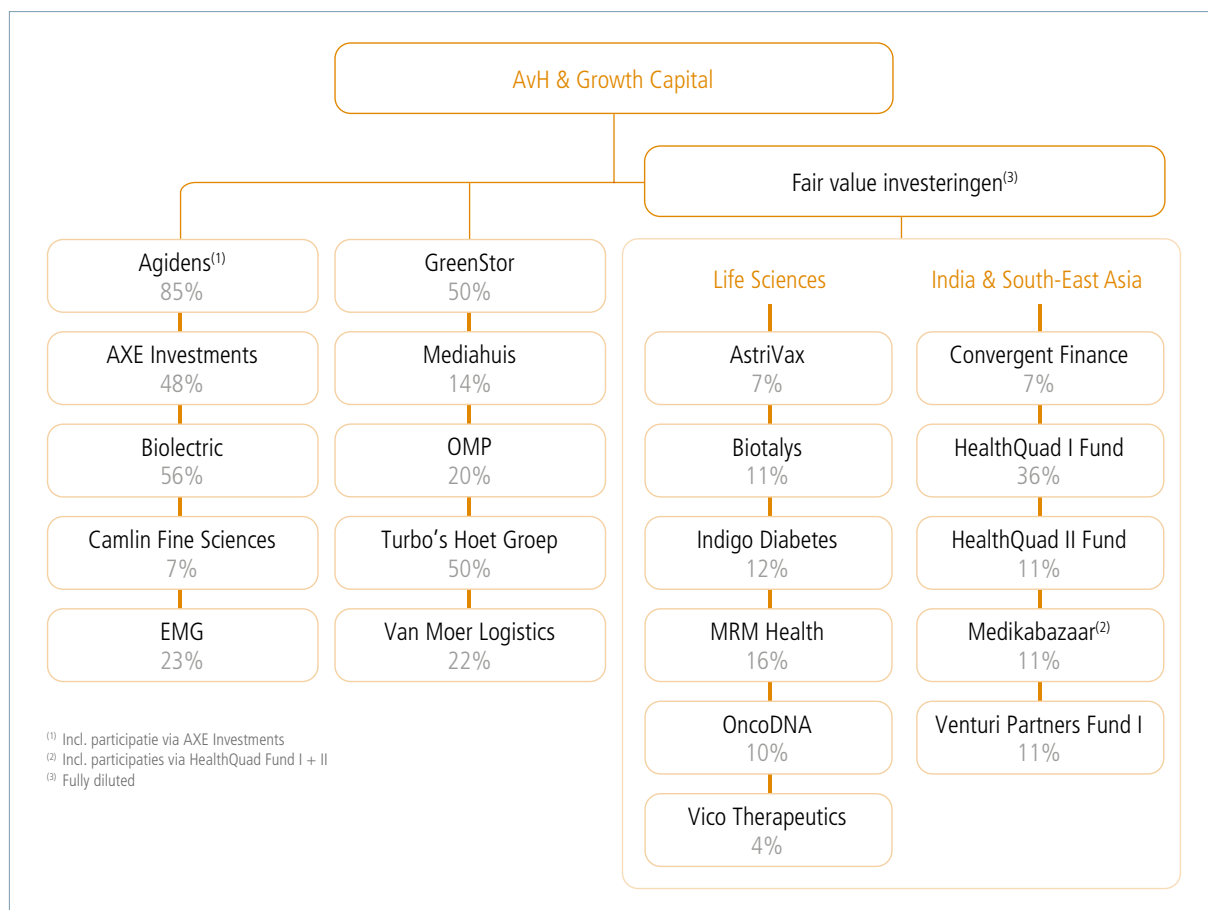 AvH & Growth Capital
Fair value investeringen(3)
Agidens(1)
85%
AXE Investments
48%
Biolectric
56%
Camlin Fine Sciences
7%
EMG
23%
GreenStor
50%
Mediahuis
14%
OMP
20%
Turbo's Hoet Groep
50%
Van Moer Logistics
22%
Life Sciences
AstriVax
7%
Biotalys
11%
Indigo Diabetes
12%
MRM Health
16%
OncoDNA
10%
Vico Therapeutics
4%
India & South-East Asia
Convergent Finance
7%
HealthQuad I Fund
36%
HealthQuad II Fund
11%
Medikabazaar(2)
11%
Venturi Partners Fund I
11%
(1) Incl. participatie via AXE Investments
(2) Incl. participaties via HealthQuad Fund I + II
(3) Fully diluted